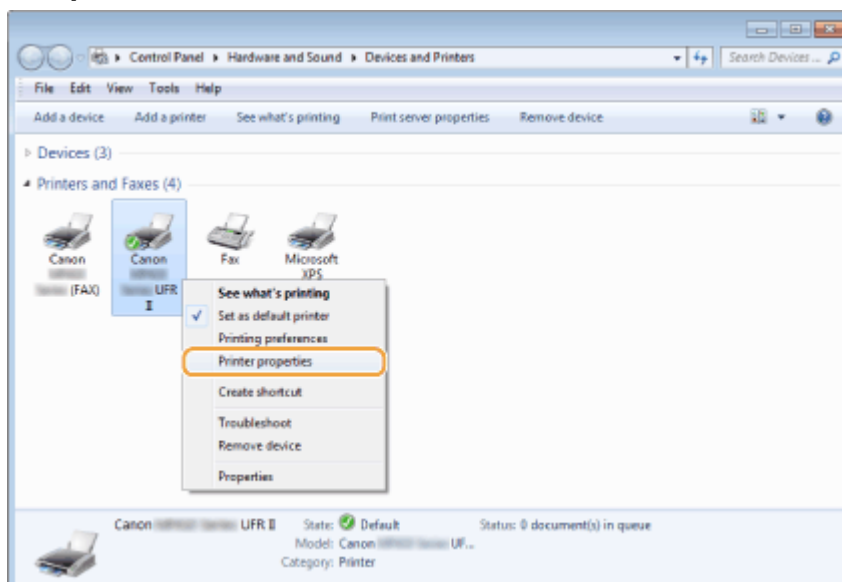 Control Panel ▸ Hardware and Sound ▸ Devices and Printers
Search Devices ...
File Edit View Tools Help
Add a device Add a printer See what's printing Print server properties Remove device
Devices (3)
Printers and Faxes (4)
Canon
(FAX)
Canon
UFR
II
Fax
Microsoft
XPS
See what's printing
Set as default printer
Printing preferences
Printer properties
Create shortcut
Troubleshoot
Remove device
Properties
Canon UFR II State: Default Status: 0 document(s) in queue
Model: Canon UF...
Category: Printer